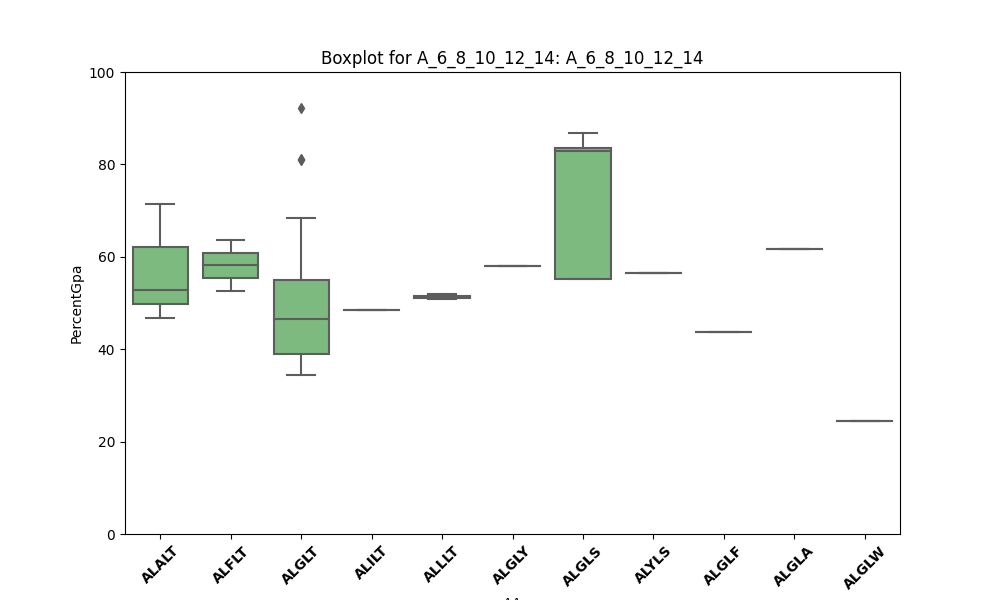 Boxplot for A_6_8_10_12_14: A_6_8_10_12_14
100
80
60
40
20
0
PercentGpa
ALALT
ALFLT
ALGLT
ALILT
ALLLT
ALGLY
ALGLS
ALYLS
ALGLF
ALGLA
ALGLW